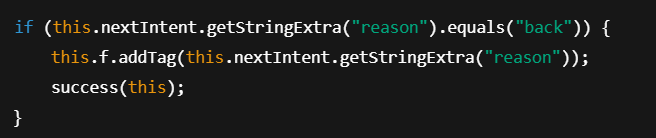 if (this.nextIntent.getStringExtra("reason").equals("back")) {
    this.f.addTag(this.nextIntent.getStringExtra("reason"));
    success(this);
}